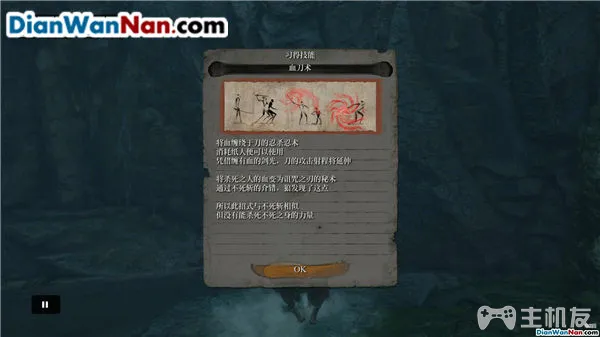 DianWanNan.com
习得技能
血刀术
将血缠绕于刀的忍杀忍术
消耗纸人便可以使用
凭借缠有血的剑光，刀的攻击射程将延伸
将杀死之人的血变为诅咒之刃的秘术
通过不死斩的介错，狼发现了这点
所以此招式与不死斩相似
但没有能杀死不死之身的力量
OK
主机友
DianWanNan.com
DianWanNan.com